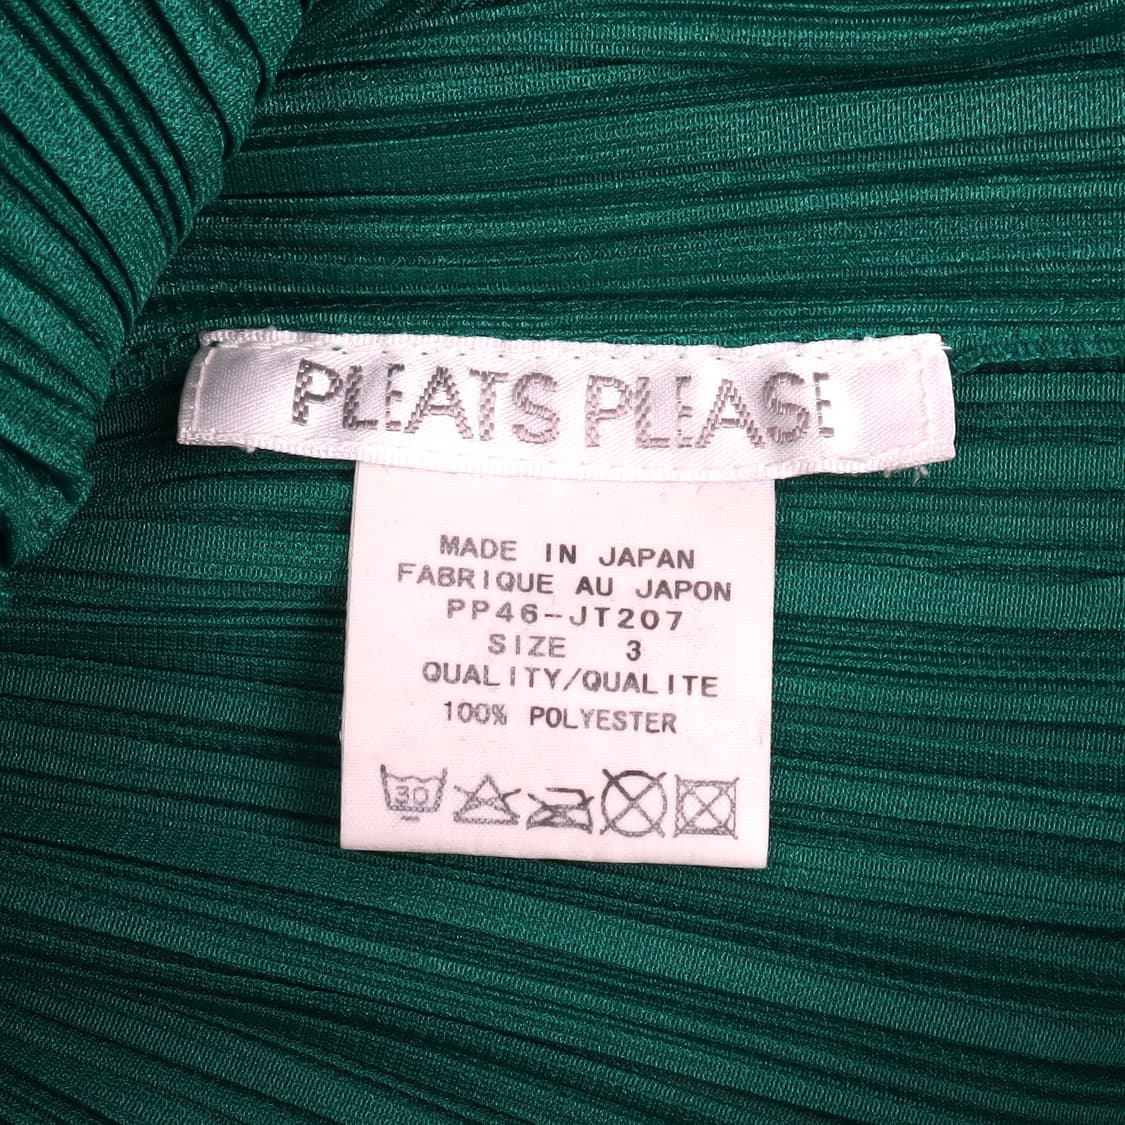 PLEATS PLEASE
MADE IN JAPAN
FABRIQUE AU JAPON
PP46-JT207
SIZE 3
QUALITY/QUALITE
100% POLYESTER
30